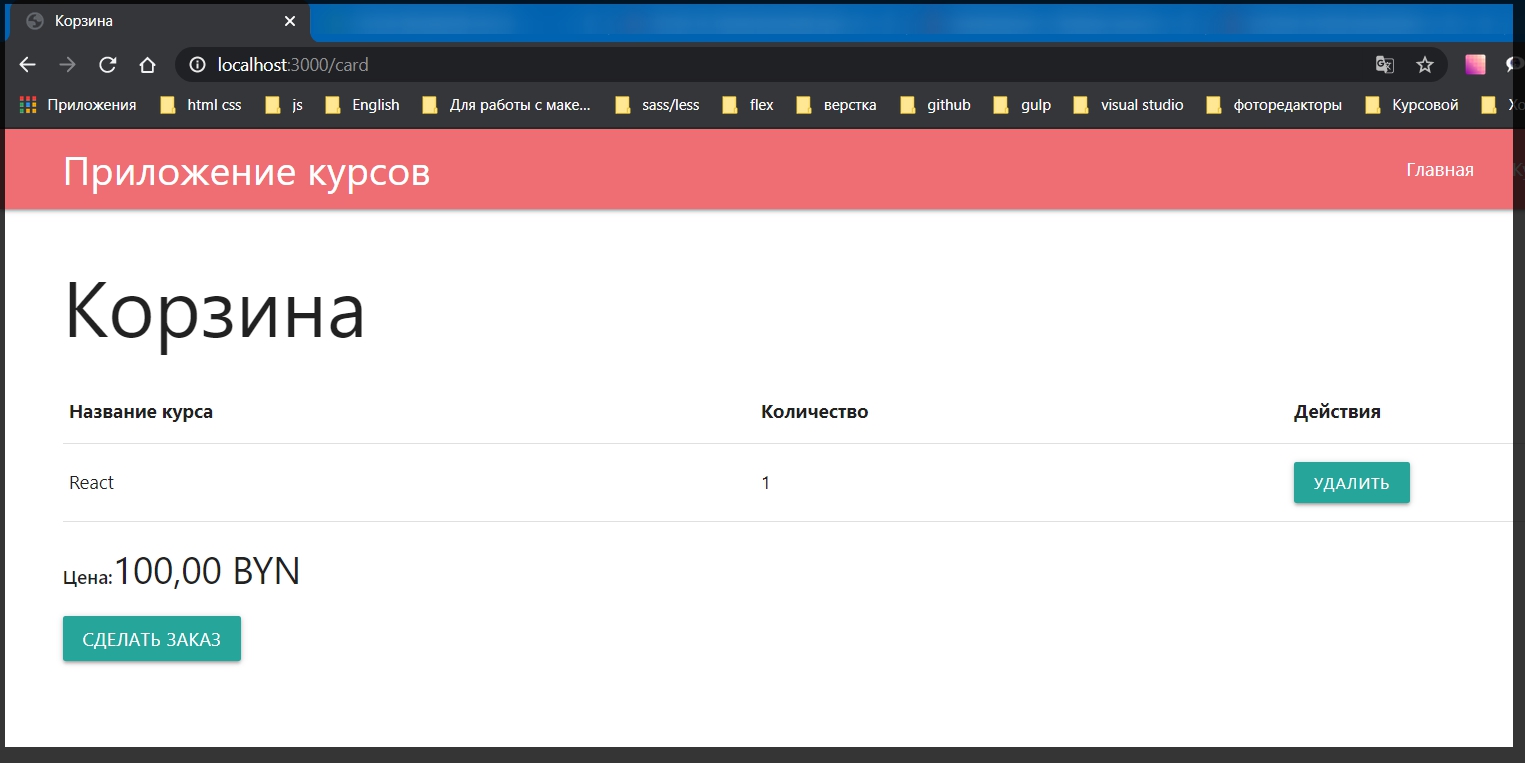 Корзина
localhost:3000/card
Приложения html css js English Для работы с маке... sass/less flex верстка github gulp visual studio фоторедакторы Курсовой
Приложение курсов Главная
Корзина
Название курса Количество Действия
React 1 УДАЛИТЬ
Цена:100,00 BYN
СДЕЛАТЬ ЗАКАЗ